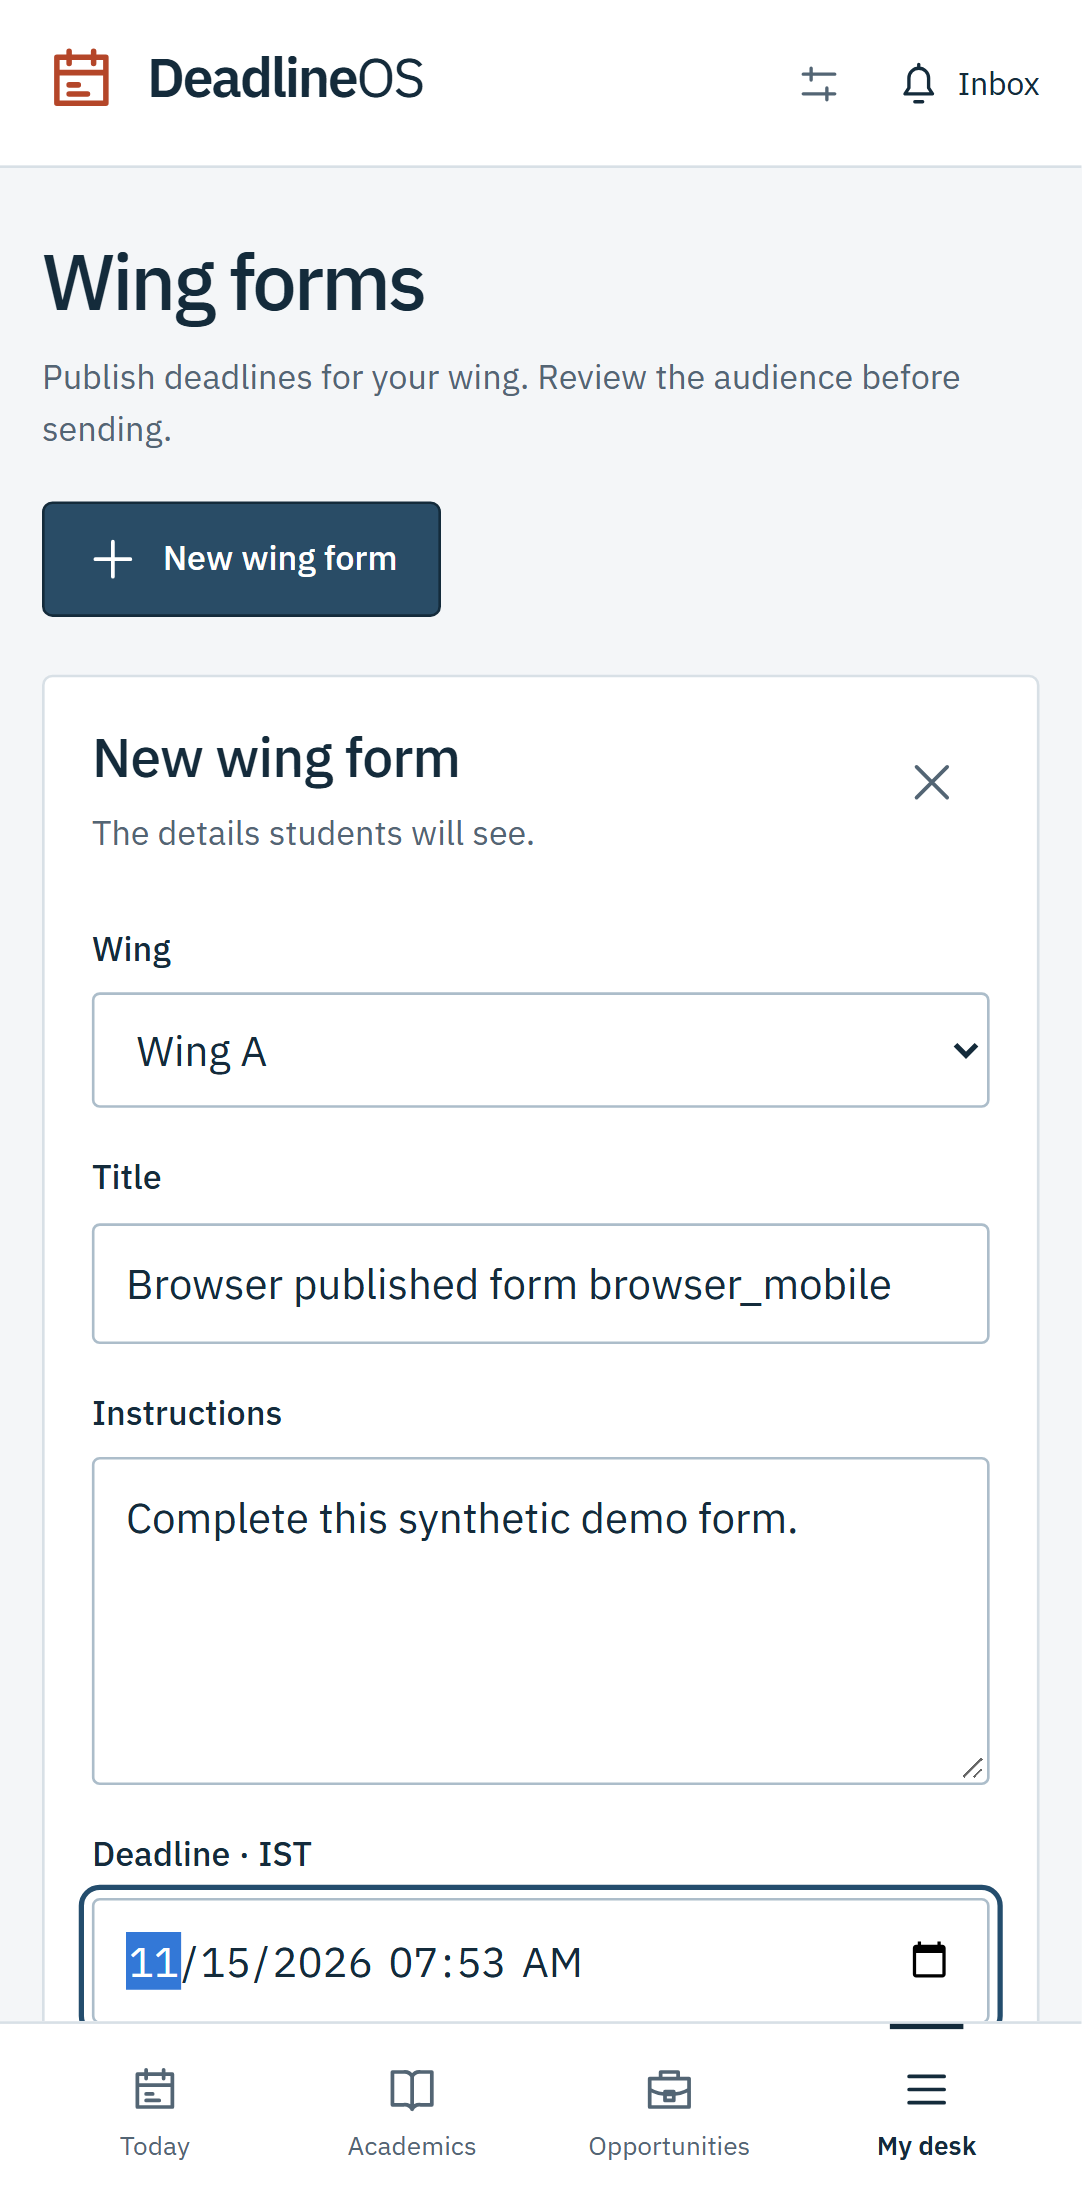 DeadlineOS
Inbox
Wing forms
Publish deadlines for your wing. Review the audience before
sending.
New wing form
New wing form
The details students will see.
Wing
Wing A
Title
Browser published form browser_mobile
Instructions
Complete this synthetic demo form.
Deadline · IST
11/15/2026 07:53 AM
Today
Academics
Opportunities
My desk